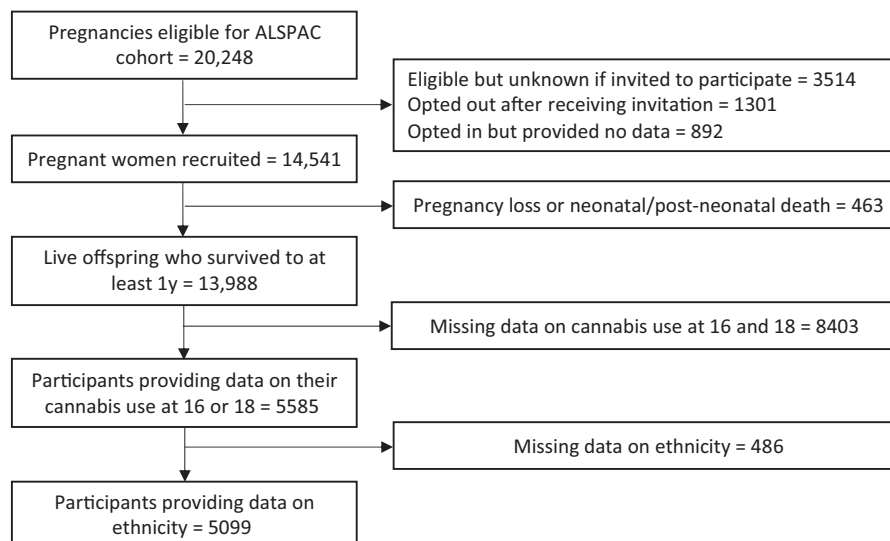 Pregnancies eligible for ALSPAC
cohort = 20,248
Eligible but unknown if invited to participate = 3514
Opted out after receiving invitation = 1301
Opted in but provided no data = 892
Pregnant women recruited = 14,541
Pregnancy loss or neonatal/post-neonatal death = 463
Live offspring who survived to at
least 1y = 13,988
Missing data on cannabis use at 16 and 18 = 8403
Participants providing data on their
cannabis use at 16 or 18 = 5585
Missing data on ethnicity = 486
Participants providing data on
ethnicity = 5099